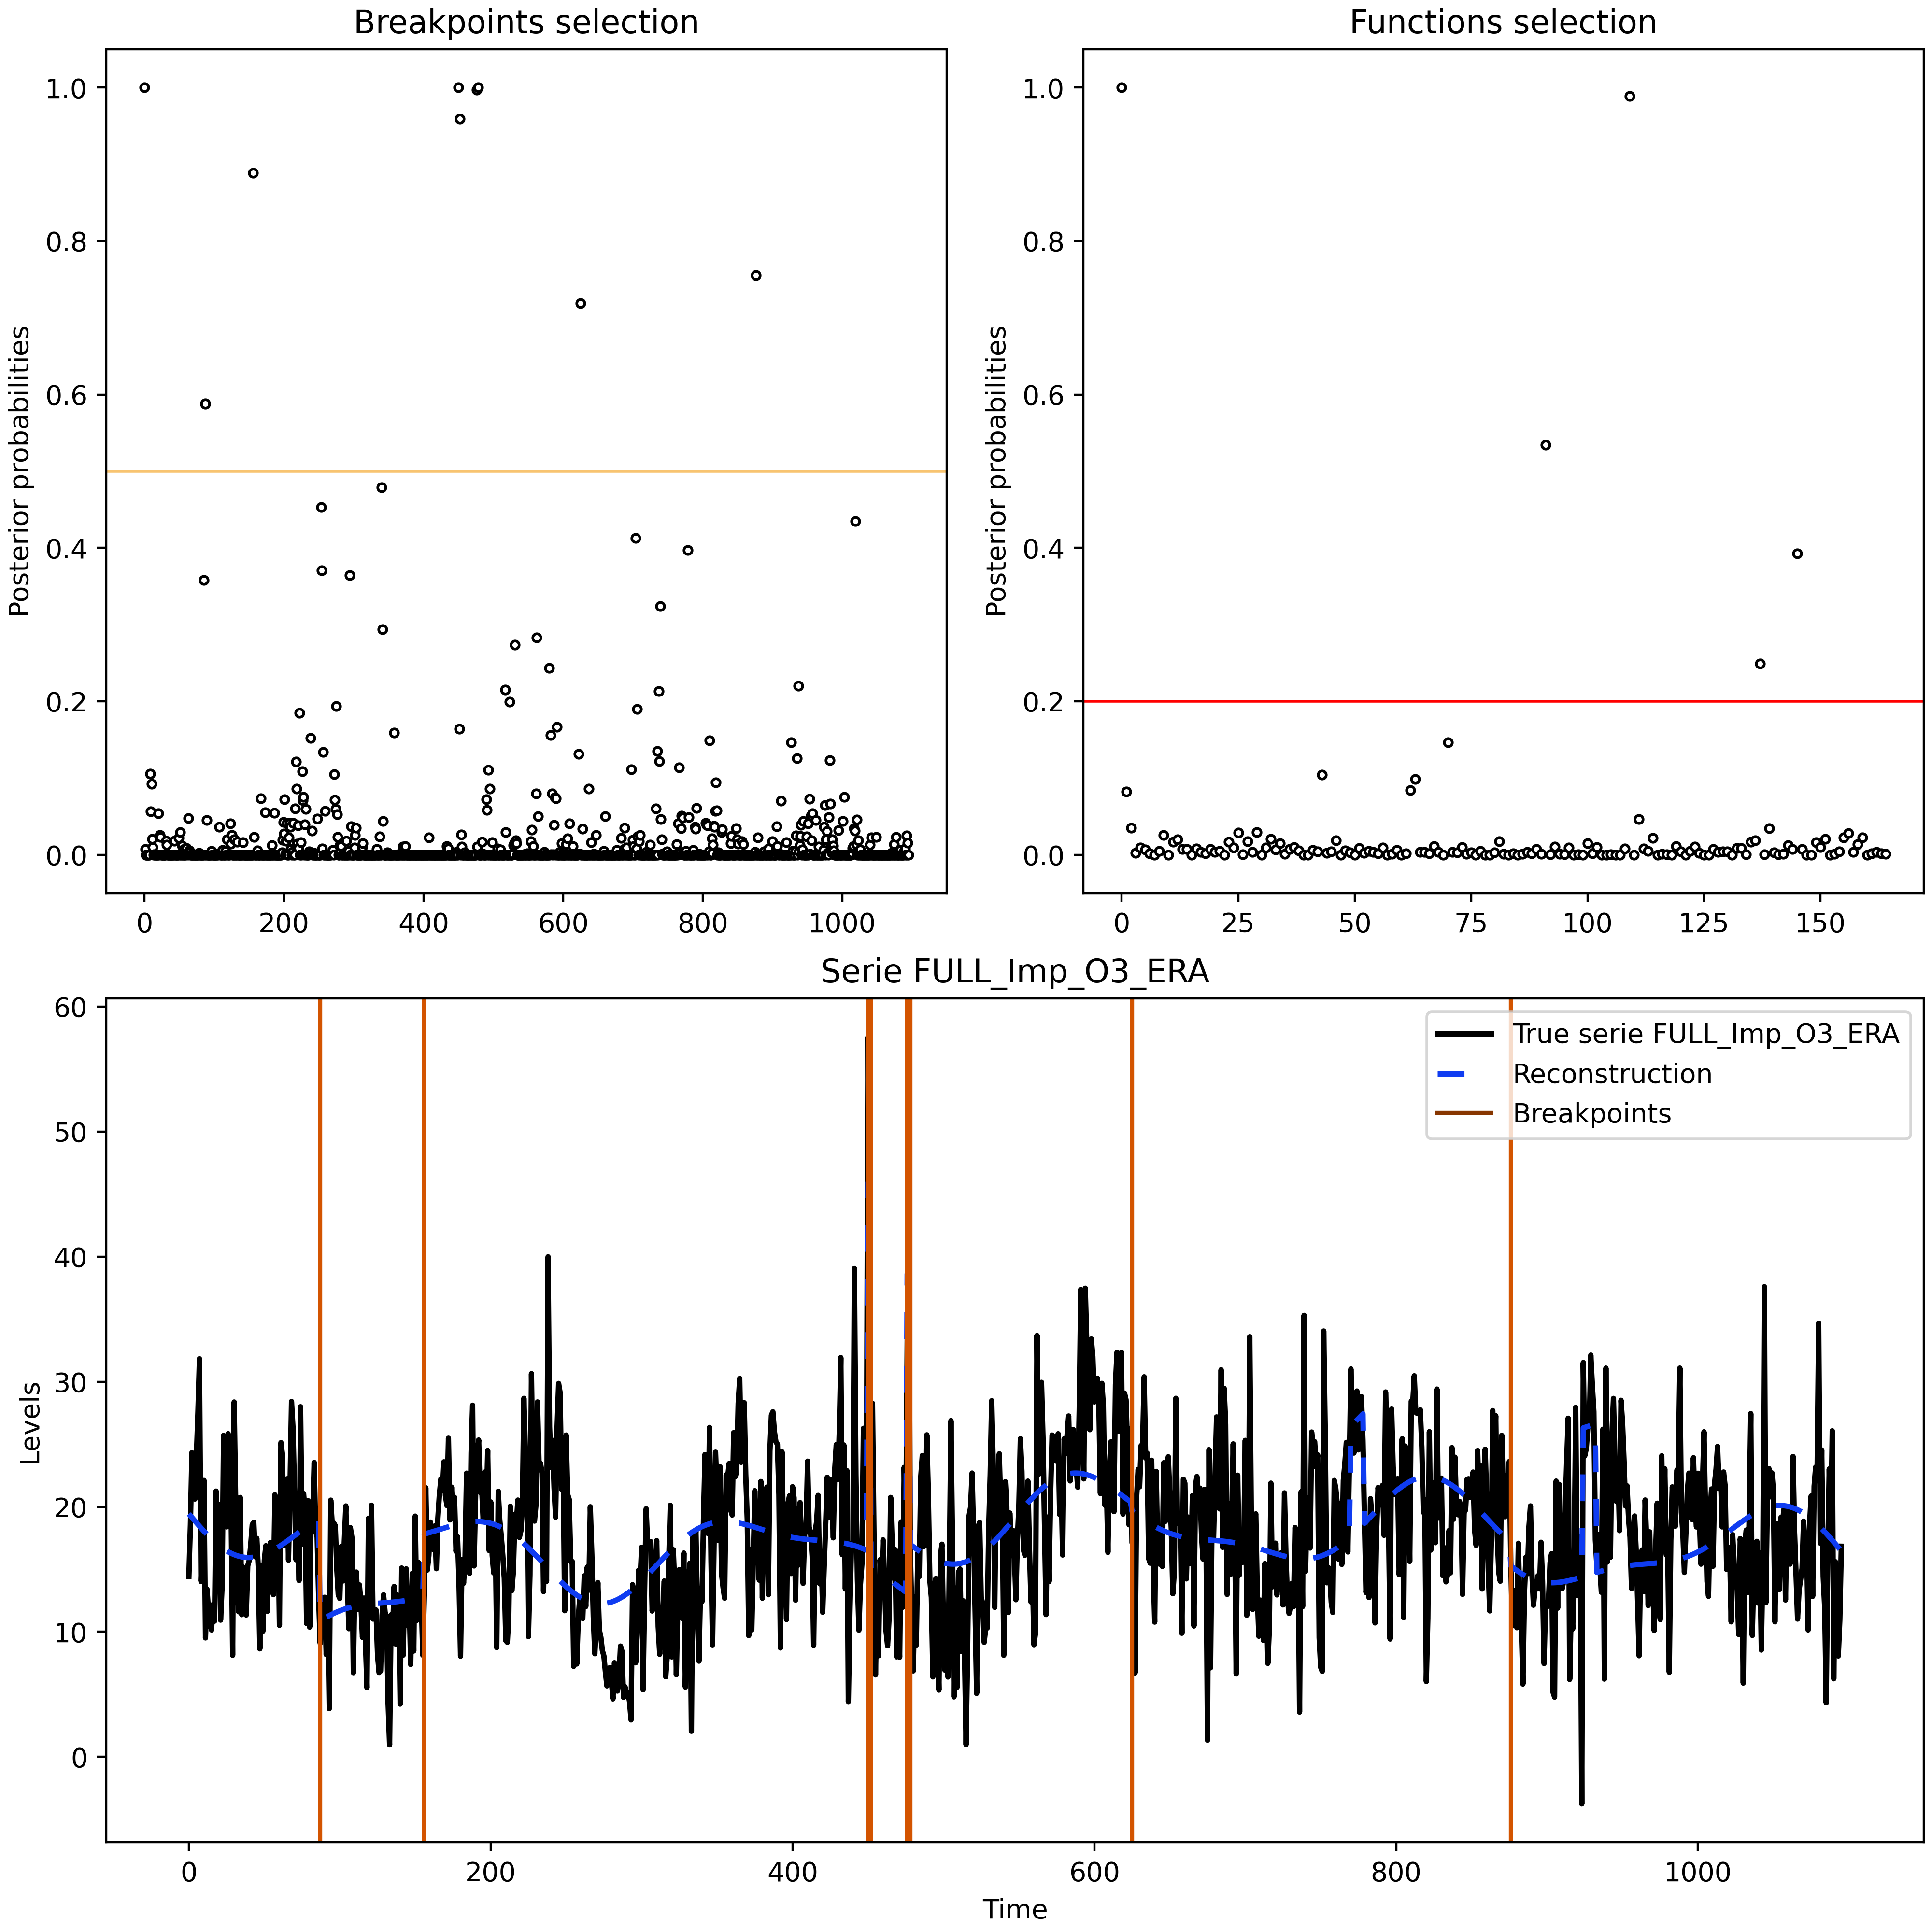 Breakpoints selection
Posterior probabilities
1.0
0.8
0.6
0.4
0.2
0.0
0 200 400 600 800 1000
Functions selection
Posterior probabilities
1.0
0.8
0.6
0.4
0.2
0.0
0 25 50 75 100 125 150
Serie FULL_Imp_O3_ERA
Levels
60
50
40
30
20
10
0
True serie FULL_Imp_O3_ERA
Reconstruction
Breakpoints
0 200 400 600 800 1000
Time